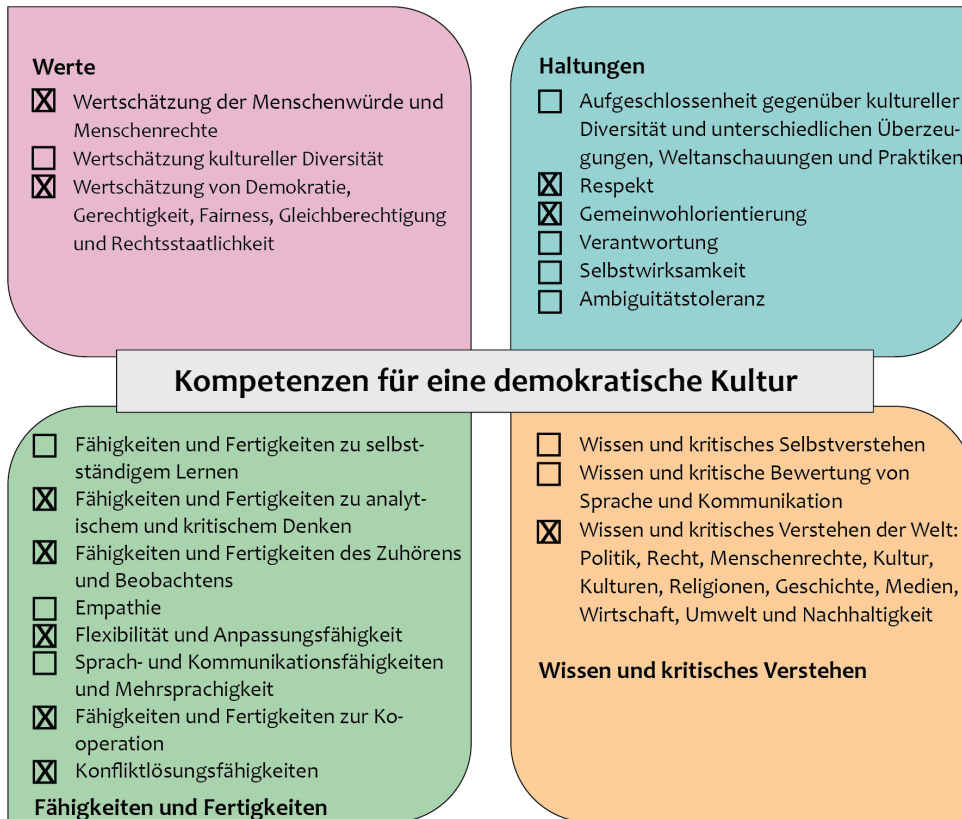 Werte
☒ Wertschätzung der Menschenwürde und
Menschenrechte
☐ Wertschätzung kultureller Diversität
☒ Wertschätzung von Demokratie,
Gerechtigkeit, Fairness, Gleichberechtigung
und Rechtsstaatlichkeit
Haltungen
☐ Aufgeschlossenheit gegenüber kultureller
Diversität und unterschiedlichen Überzeu-
gungen, Weltanschauungen und Praktiken
☒ Respekt
☒ Gemeinwohlorientierung
☐ Verantwortung
☐ Selbstwirksamkeit
☐ Ambiguitätstoleranz
Kompetenzen für eine demokratische Kultur
☐ Fähigkeiten und Fertigkeiten zu selbst-
ständigem Lernen
☒ Fähigkeiten und Fertigkeiten zu analyt-
ischem und kritischem Denken
☒ Fähigkeiten und Fertigkeiten des Zuhörens
und Beobachtens
☐ Empathie
☒ Flexibilität und Anpassungsfähigkeit
☐ Sprach- und Kommunikationsfähigkeiten
und Mehrsprachigkeit
☒ Fähigkeiten und Fertigkeiten zur Ko-
operation
☒ Konfliktlösungsfähigkeiten
Fähigkeiten und Fertigkeiten
☐ Wissen und kritisches Selbstverstehen
☐ Wissen und kritische Bewertung von
Sprache und Kommunikation
☒ Wissen und kritisches Verstehen der Welt:
Politik, Recht, Menschenrechte, Kultur,
Kulturen, Religionen, Geschichte, Medien,
Wirtschaft, Umwelt und Nachhaltigkeit
Wissen und kritisches Verstehen